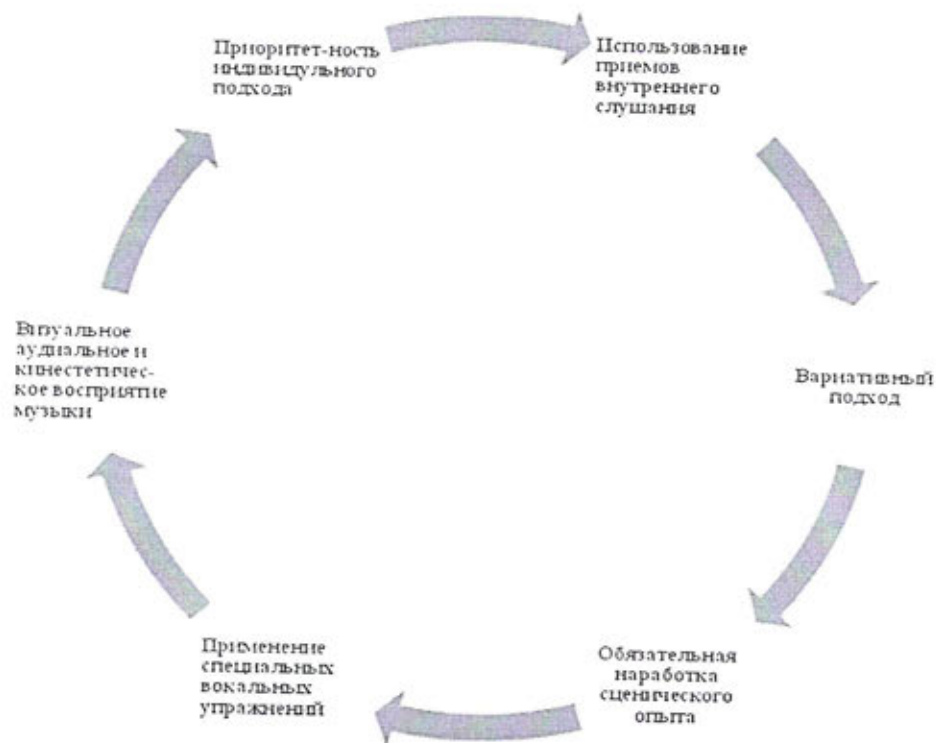 Приоритет-ность
индивидульного
подхода
Использование
приемов
внутреннего
слушания
Вариативный
подход
Обязательная
наработка
сценического
опыта
Применение
специальных
вокальных
упражнений
Визуальное
аудиальное и
кинестетичес-
кое восприятие
музыки